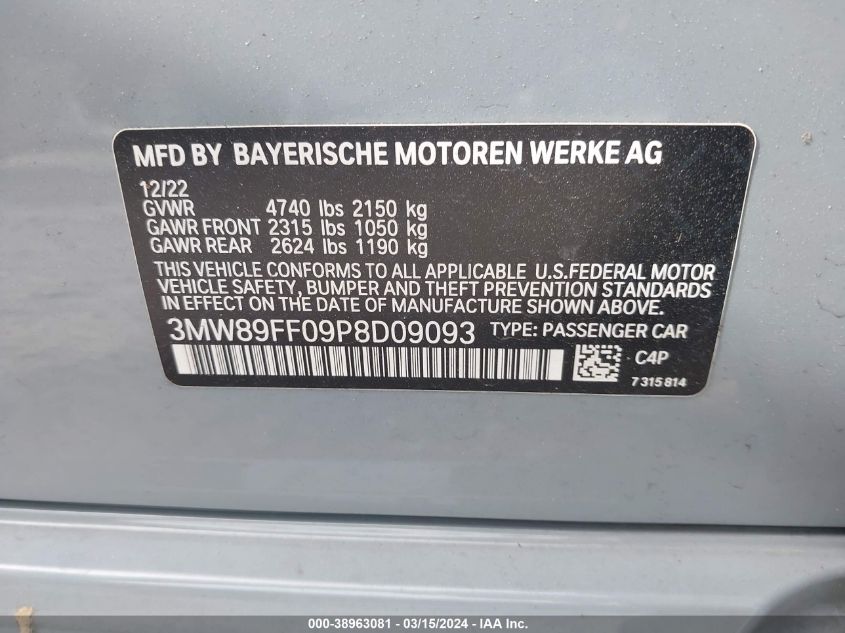 MFD BY BAYERISCHE MOTOREN WERKE AG
12/22
GVWR 4740 lbs 2150 kg
GAWR FRONT 2315 lbs 1050 kg
GAWR REAR 2624 lbs 1190 kg
THIS VEHICLE CONFORMS TO ALL APPLICABLE U.S.FEDERAL MOTOR
VEHICLE SAFETY, BUMPER AND THEFT PREVENTION STANDARDS
IN EFFECT ON THE DATE OF MANUFACTURE SHOWN ABOVE.
3MW89FF09P8D09093 TYPE: PASSENGER CAR
C4P
7 315 814
000-38963081 - 03/15/2024 - IAA Inc.